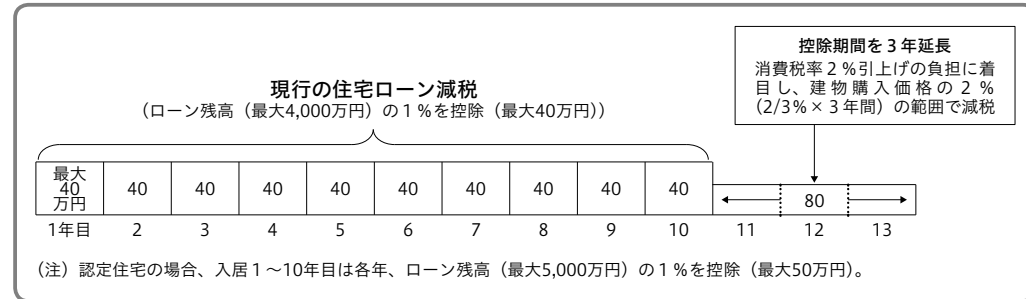 控除期間を3年延長
消費税率2％引上げの負担に着
目し、建物購入価格の2％
（2/3％×3年間）の範囲で減税
現行の住宅ローン減税
（ローン残高（最大4,000万円）の1％を控除（最大40万円））
最大
40
万円
40
40
40
40
40
40
40
40
40
80
1年目
2
3
4
5
6
7
8
9
10
11
12
13
（注）認定住宅の場合、入居1～10年目は各年、ローン残高（最大5,000万円）の1％を控除（最大50万円）。